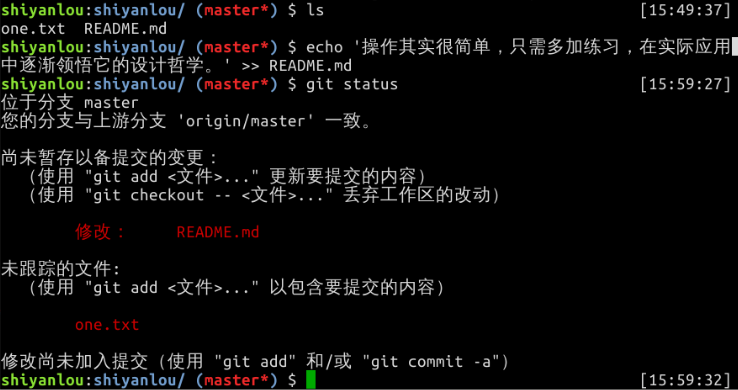 shiyanlou:shiyanlou/ (master*) $ ls [15:49:37]
one.txt  README.md
shiyanlou:shiyanlou/ (master*) $ echo '操作其实很简单，只需多加练习，在实际应用
中逐渐领悟它的设计哲学。' >> README.md
shiyanlou:shiyanlou/ (master*) $ git status [15:59:27]
位于分支 master
您的分支与上游分支 'origin/master' 一致。
尚未暂存以备提交的变更：
（使用 "git add <文件>..." 更新要提交的内容）
（使用 "git checkout -- <文件>..." 丢弃工作区的改动）
修改：     README.md
未跟踪的文件:
（使用 "git add <文件>..." 以包含要提交的内容）
one.txt
修改尚未加入提交（使用 "git add" 和/或 "git commit -a"）
shiyanlou:shiyanlou/ (master*) $ [15:59:32]